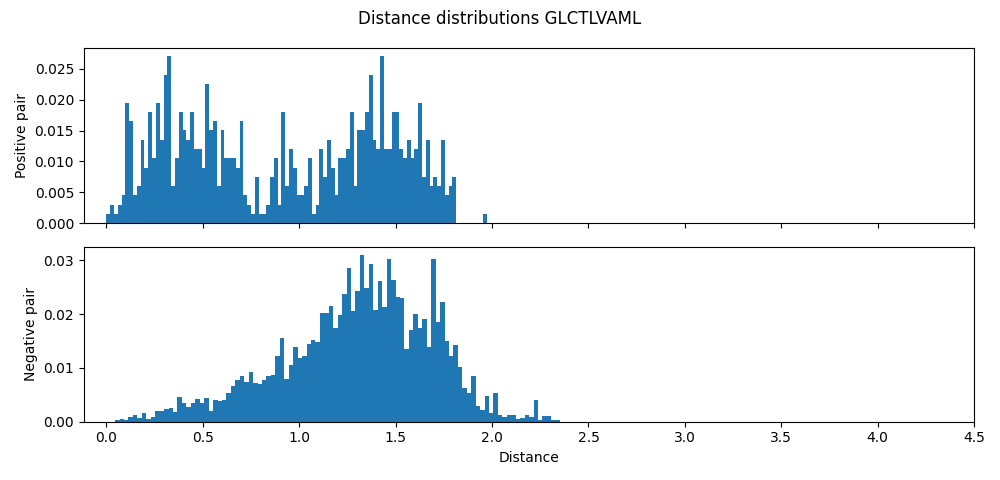 Distance distributions GLCTLVAML
Positive pair
0.025
0.020
0.015
0.010
0.005
0.000
Negative pair
0.03
0.02
0.01
0.00
0.0 0.5 1.0 1.5 2.0 2.5 3.0 3.5 4.0 4.5
Distance